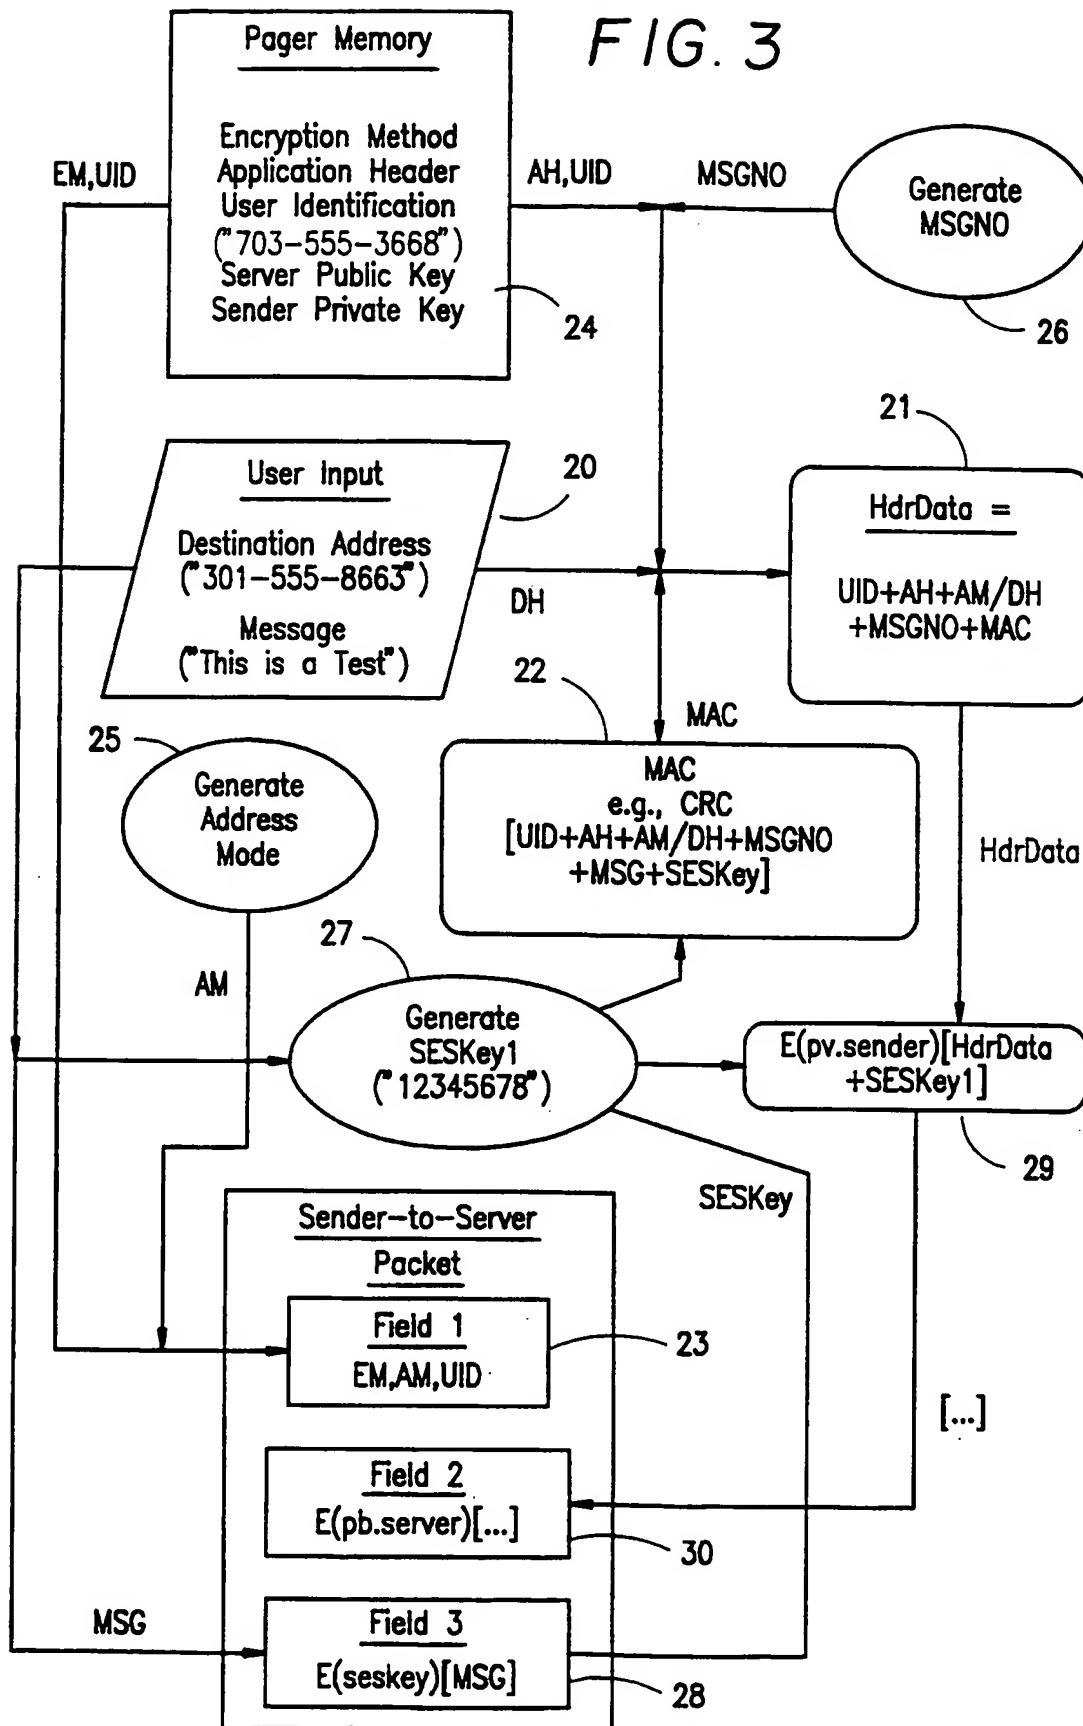 FIG. 3
Pager Memory
Encryption Method
Application Header
User Identification
("703-555-3668")
Server Public Key
Sender Private Key
24
EM,UID
AH,UID
MSGNO
Generate
MSGNO
26
21
User Input
Destination Address
("301-555-8663")
Message
("This is a Test")
20
DH
HdrData =
UID+AH+AM/DH
+MSGNO+MAC
22
MAC
25
Generate
Address
Mode
MAC
e.g., CRC
[UID+AH+AM/DH+MSGNO
+MSG+SESKey]
HdrData
27
AM
Generate
SESKey1
("12345678")
E(pv.sender)[HdrData
+SESKey1]
29
SESKey
Sender-to-Server
Packet
Field 1
EM,AM,UID
23
[...]
Field 2
E(pb.server)[...]
30
MSG
Field 3
E(seskey)[MSG]
28